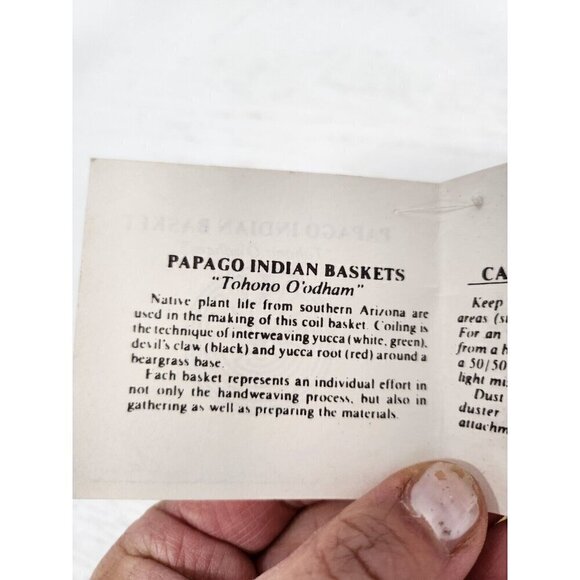 PAPAGO INDIAN BASKETS
"Tohono O'odham"
Native plant life from southern Arizona are
used in the making of this coil basket. Coiling is
the technique of interweaving yucca (white, green),
devil's claw (black) and yucca root (red) around a
beargrass base.
Each basket represents an individual effort in
not only the handweaving process, but also in
gathering as well as preparing the materials.
CA
Keep
areas (s
For an
from a h
a 50/50
light mi
Dust
duster
attachm